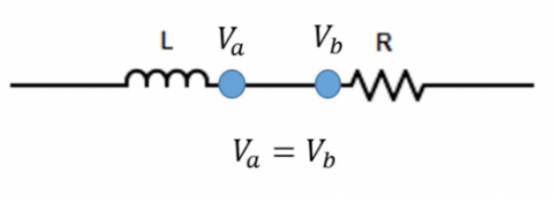 L V_a V_b R
V_a = V_b